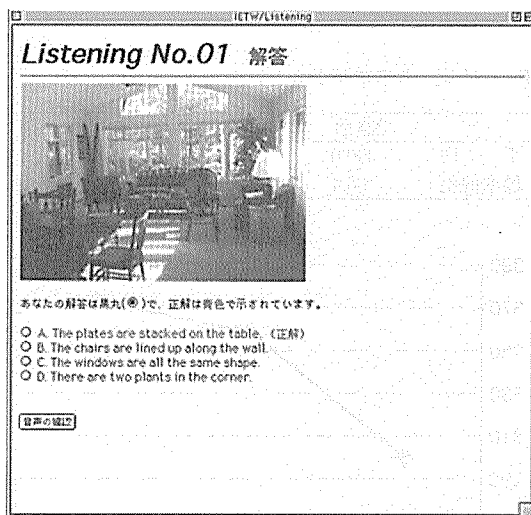 IETW/Listening
Listening No.01 解答
あなたの解答は黒丸(◉)で、正解は青色で示されています。
○ A. The plates are stacked on the table. (正解)
○ B. The chairs are lined up along the wall.
○ C. The windows are all the same shape.
○ D. There are two plants in the corner.
音声の確認